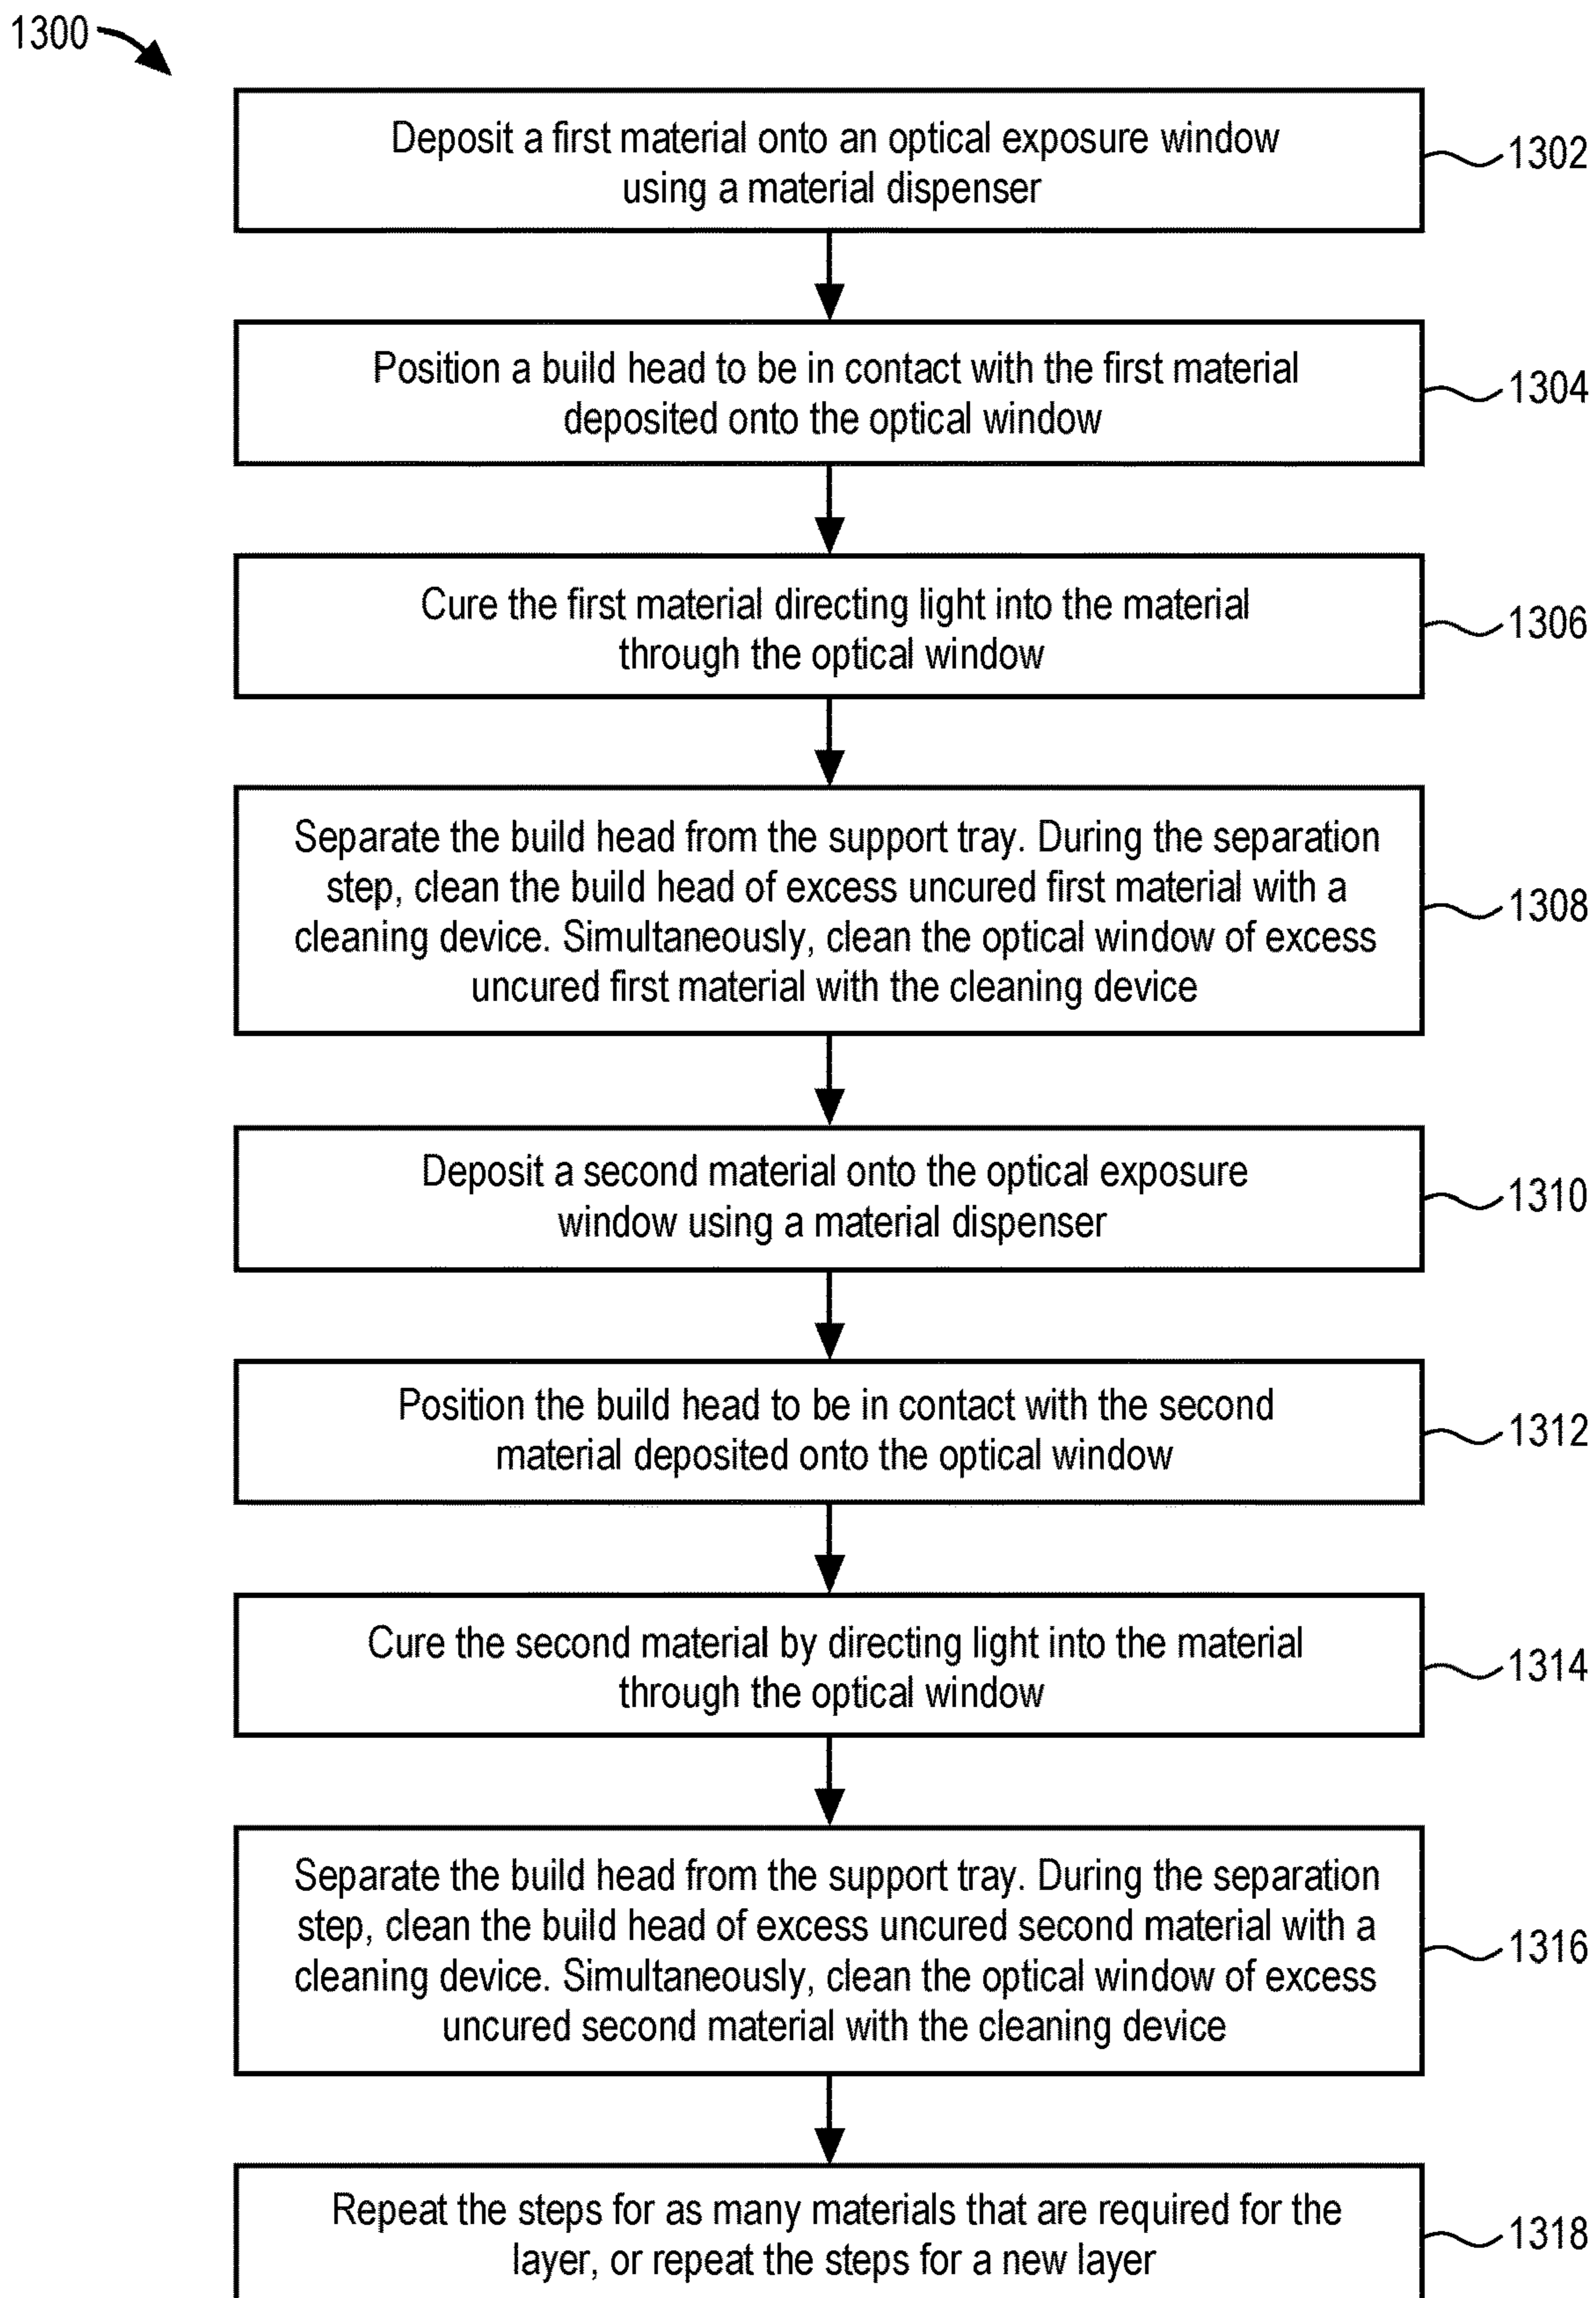 1300
Deposit a first material onto an optical exposure window
using a material dispenser
1302
Position a build head to be in contact with the first material
deposited onto the optical window
1304
Cure the first material directing light into the material
through the optical window
1306
Separate the build head from the support tray. During the separation
step, clean the build head of excess uncured first material with a
cleaning device. Simultaneously, clean the optical window of excess
uncured first material with the cleaning device
1308
Deposit a second material onto the optical exposure
window using a material dispenser
1310
Position the build head to be in contact with the second
material deposited onto the optical window
1312
Cure the second material by directing light into the material
through the optical window
1314
Separate the build head from the support tray. During the separation
step, clean the build head of excess uncured second material with a
cleaning device. Simultaneously, clean the optical window of excess
uncured second material with the cleaning device
1316
Repeat the steps for as many materials that are required for the
layer, or repeat the steps for a new layer
1318